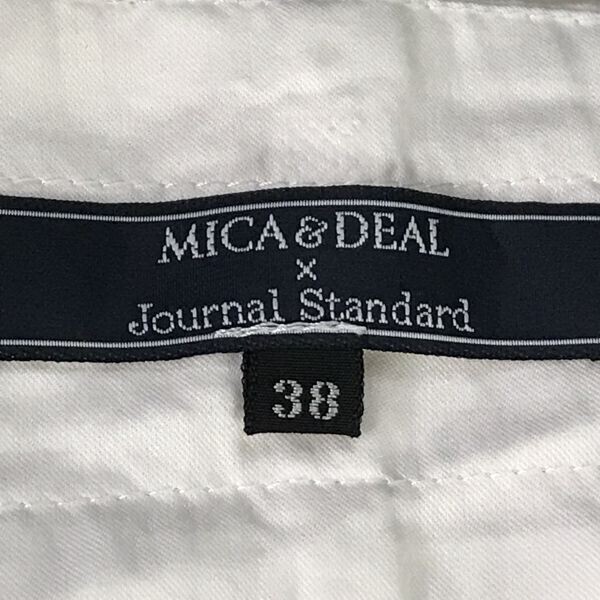 MICA & DEAL
×
Journal Standard
38